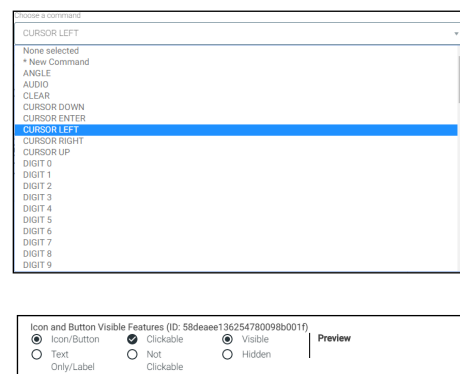 Choose a command
CURSOR LEFT
None selected
* New Command
ANGLE
AUDIO
CLEAR
CURSOR DOWN
CURSOR ENTER
CURSOR LEFT
CURSOR RIGHT
CURSOR UP
DIGIT 0
DIGIT 1
DIGIT 2
DIGIT 3
DIGIT 4
DIGIT 5
DIGIT 6
DIGIT 7
DIGIT 8
DIGIT 9
Icon and Button Visible Features (ID: 58deaee136254780098b001f)
Icon/Button Clickable Visible Preview
Text Not Hidden
Only/Label Clickable